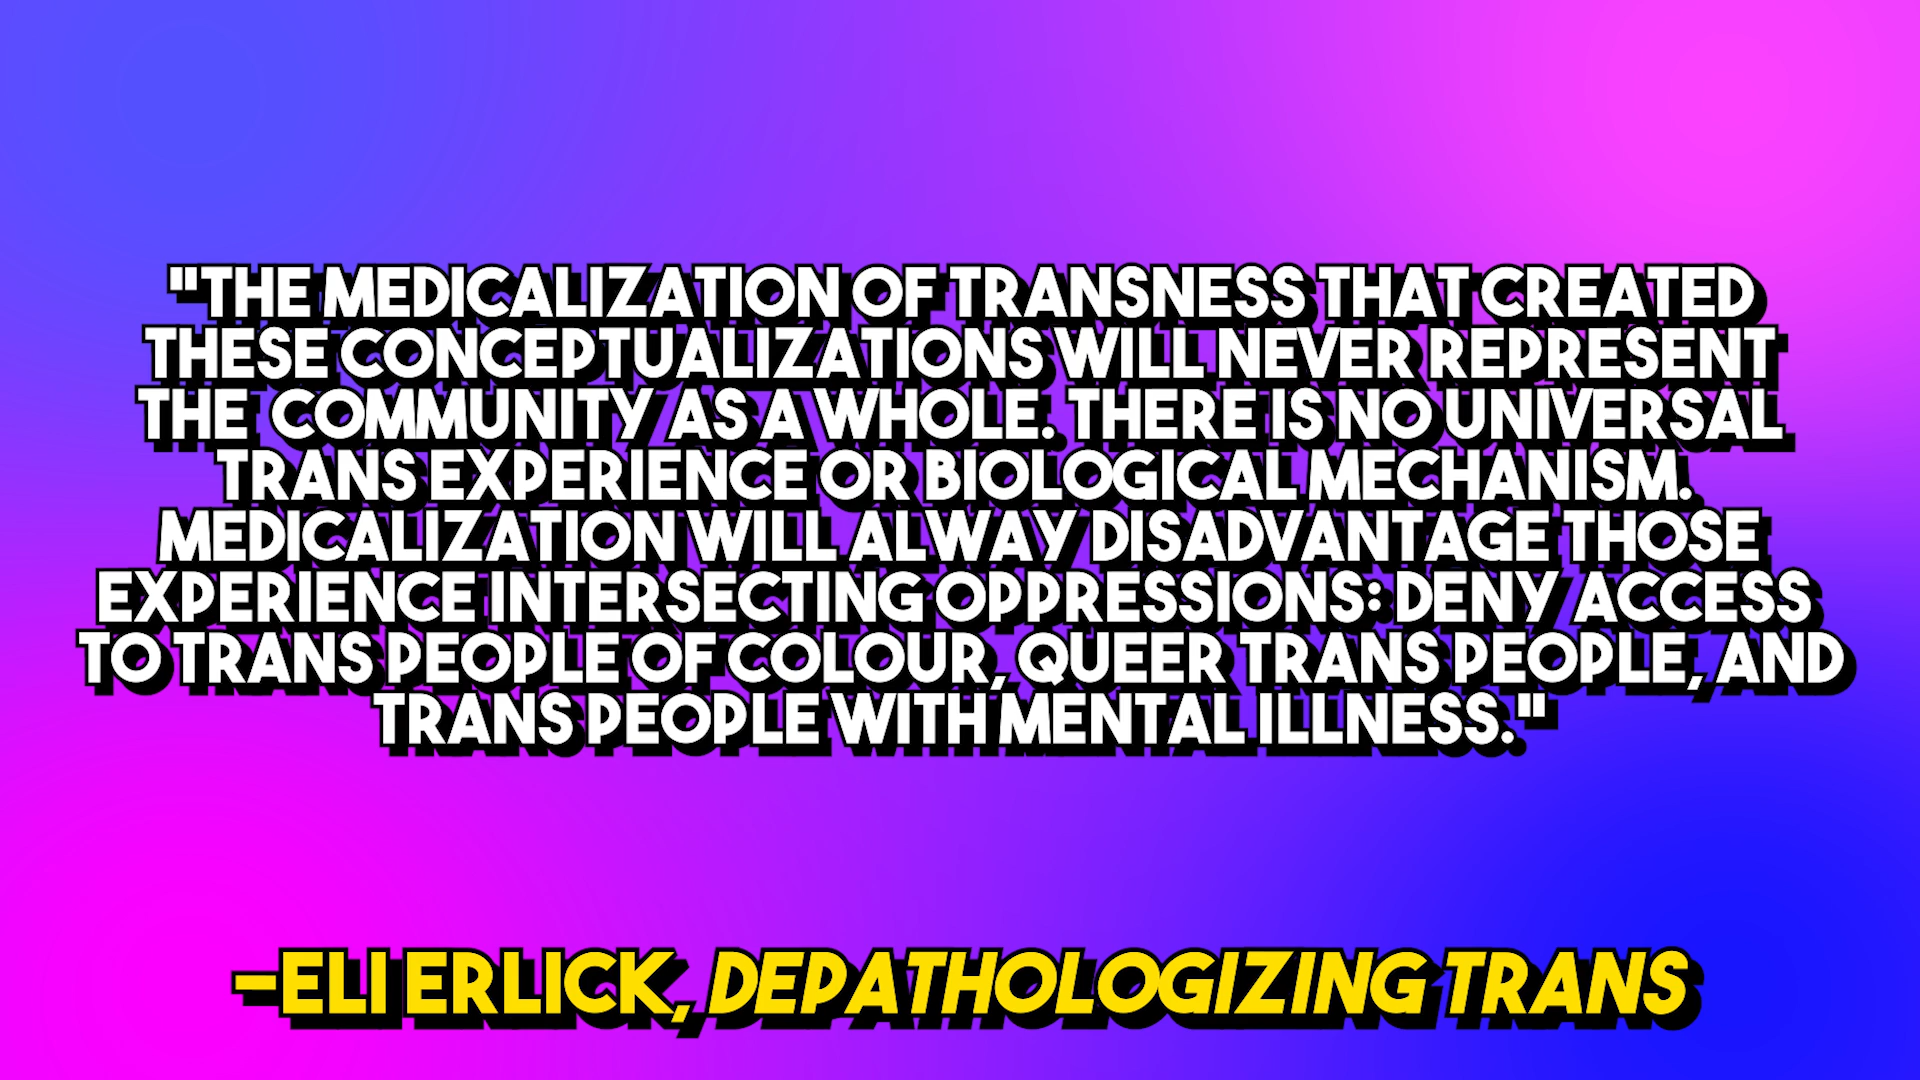 "THE MEDICALIZATION OF TRANSNESS THAT CREATED
THESE CONCEPTUALIZATIONS WILL NEVER REPRESENT
THE COMMUNITY AS A WHOLE. THERE IS NO UNIVERSAL
TRANS EXPERIENCE OR BIOLOGICAL MECHANISM.
MEDICALIZATION WILL ALWAY DISADVANTAGE THOSE
EXPERIENCE INTERSECTING OPPRESSIONS: DENY ACCESS
TO TRANS PEOPLE OF COLOUR, QUEER TRANS PEOPLE, AND
TRANS PEOPLE WITH MENTAL ILLNESS."
-ELI ERLICK, DEPATHOLOGIZING TRANS